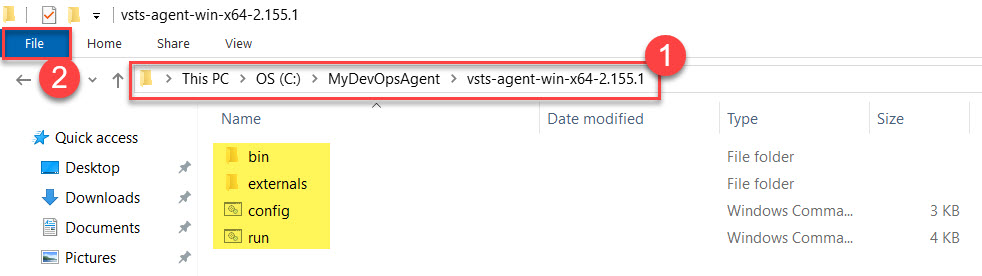 vsts-agent-win-x64-2.155.1
File Home Share View
1
2
This PC > OS (C:) > MyDevOpsAgent > vsts-agent-win-x64-2.155.1
Name Date modified Type Size
Quick access
Desktop
Downloads
Documents
Pictures
bin File folder
externals File folder
config Windows Comma... 3 KB
run Windows Comma... 4 KB